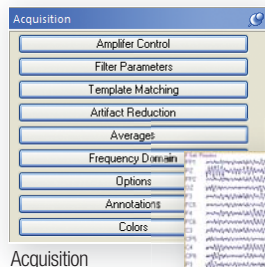 Acquisition
Amplifer Control
Filter Parameters
Template Matching
Artifact Reduction
Averages
Frequency Domain
Options
Annotations
Colors
Acquisition